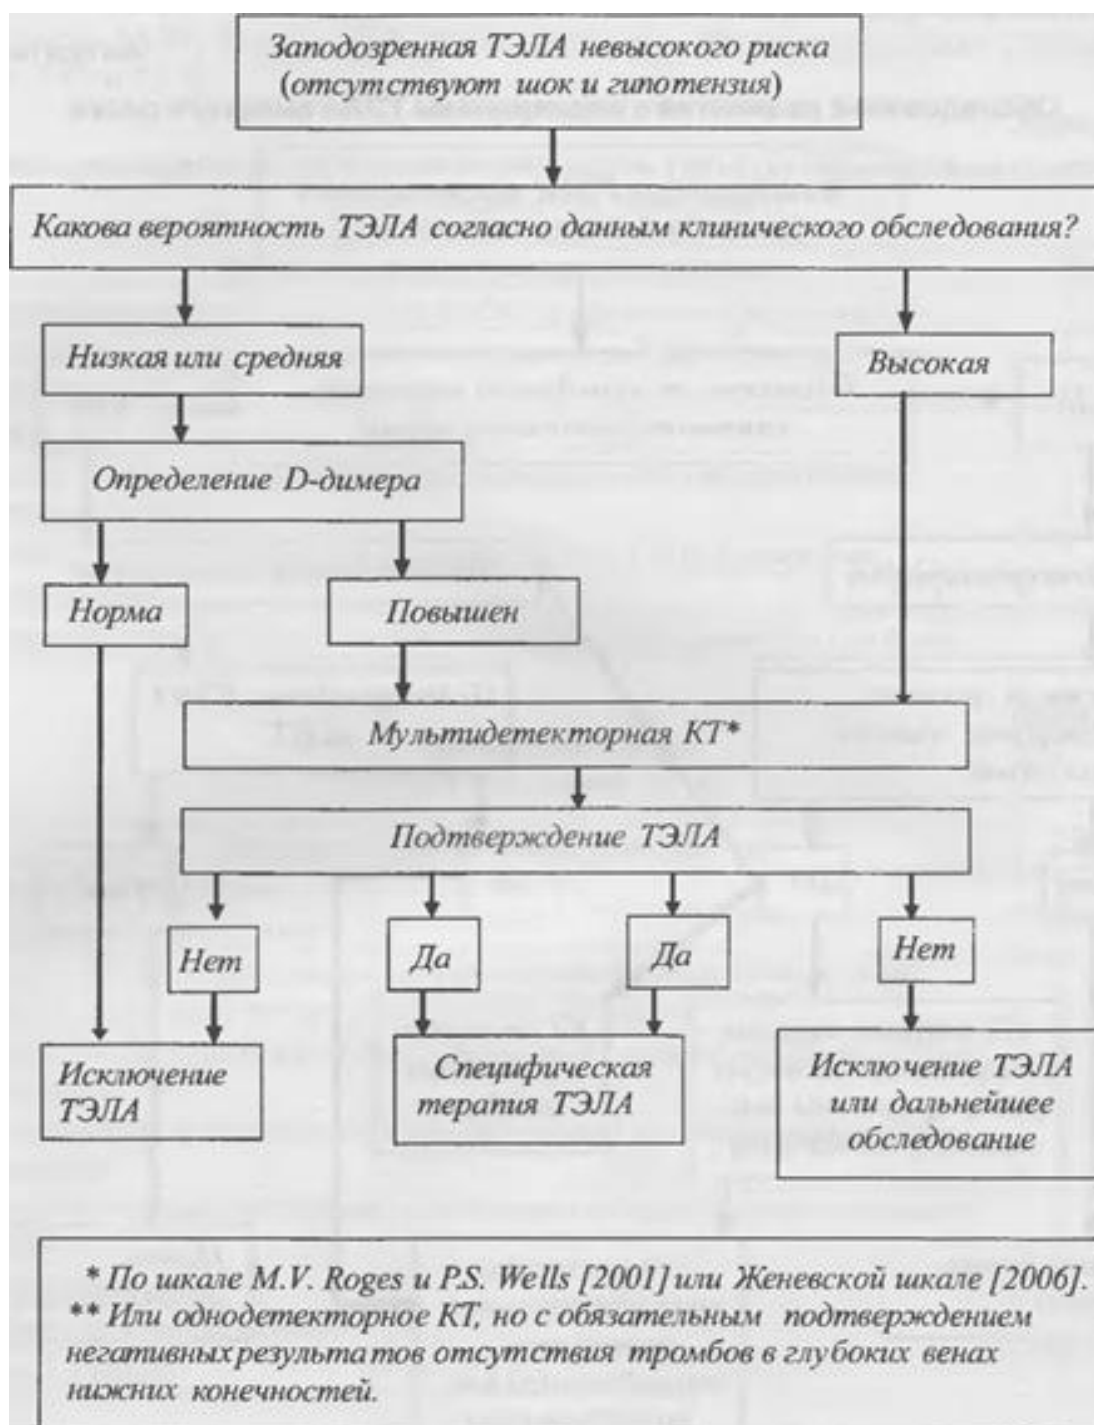 Заподозренная ТЭЛА невысокого риска
(отсутствуют шок и гипотензия)
Какова вероятность ТЭЛА согласно данным клинического обследования?
Низкая или средняя
Высокая
Определение D-димера
Норма
Повышен
Мультидетекторная КТ*
Подтверждение ТЭЛА
Нет
Да
Да
Нет
Исключение
ТЭЛА
Специфическая
терапия ТЭЛА
Исключение ТЭЛА
или дальнейшее
обследование
* По шкале M.V. Roges и P.S. Wells [2001] или Женевской шкале [2006].
** Или однодетекторное КТ, но с обязательным подтверждением
негативных результатов отсутствия тромбов в глубоких венах
нижних конечностей.